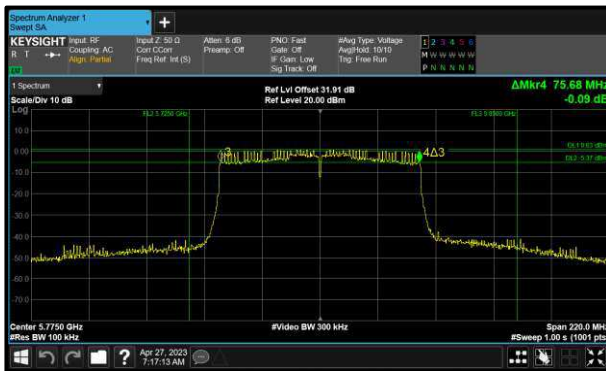 Spectrum Analyzer 1
Swept SA
KEYSIGHT
R T
Input: RF
Coupling: AC
Align: Partial
Input Z: 50 Ω
Corr CCorr
Freq Ref: Int (S)
Atten: 6 dB
Preamp: Off
PNO: Fast
Gate: Off
IF Gain: Low
Sig Track: Off
#Avg Type: Voltage
Avg|Hold: 10/10
Trig: Free Run
1 2 3 4 5 6
M W W W W W
P N N N N N
1 Spectrum
Scale/Div 10 dB
Log
Ref Lvl Offset 31.91 dB
Ref Level 20.00 dBm
ΔMkr4 75.68 MHz
-0.09 dB
10.0
0.00
-10.0
-20.0
-30.0
-40.0
-50.0
-60.0
-70.0
3
4Δ3
Center 5.7750 GHz
#Res BW 100 kHz
#Video BW 300 kHz
Span 220.0 MHz
#Sweep 1.00 s (1001 pts)
Apr 27, 2023
7:17:13 AM